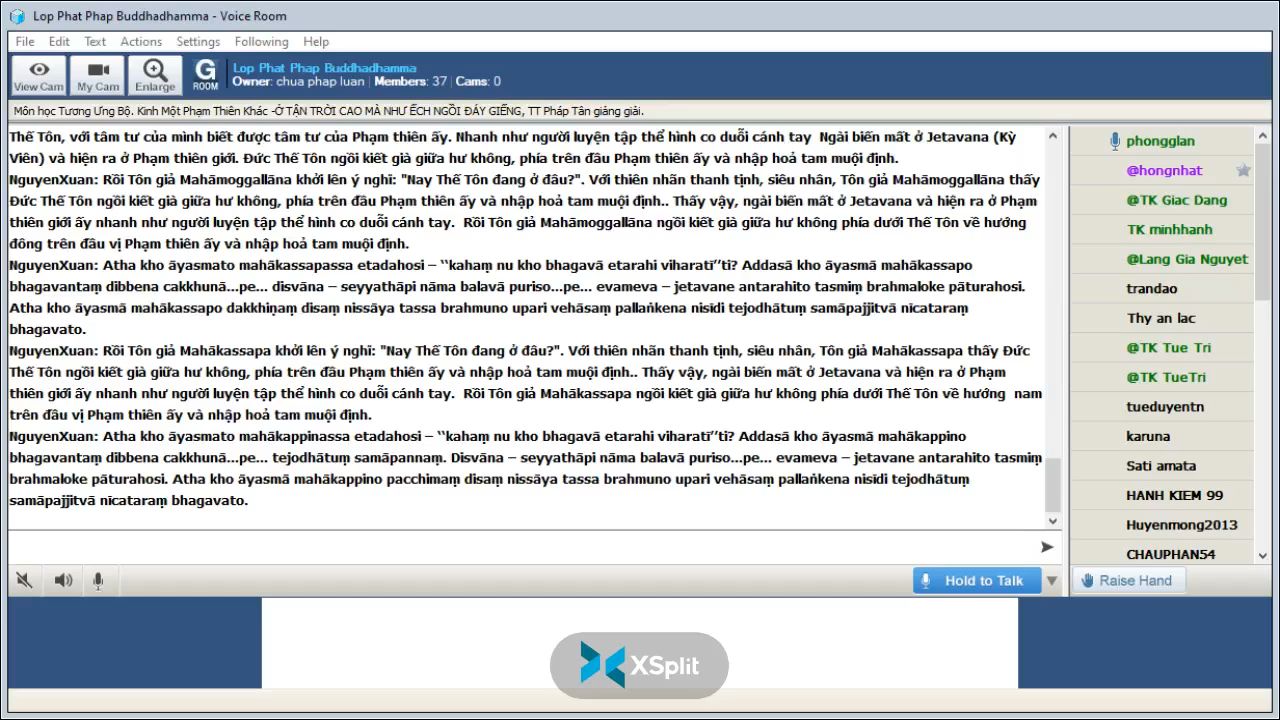 Lop Phat Phap Buddhadhamma - Voice Room
File Edit Text Actions Settings Following Help
View Cam My Cam Enlarge G ROOM
Lop Phat Phap Buddhadhamma
Owner: chua phap luan | Members: 37 | Cams: 0
Môn học Tương Ưng Bộ. Kinh Một Phạm Thiên Khác -Ở TẬN TRỜI CAO MÀ NHƯ ẾCH NGỒI ĐÁY GIẾNG, TT Pháp Tân giảng giải.
Thế Tôn, với tâm tư của mình biết được tâm tư của Phạm thiên ấy. Nhanh như người luyện tập thể hình co duỗi cánh tay Ngài biến mất ở Jetavana (Kỳ
Viên) và hiện ra ở Phạm thiên giới. Đức Thế Tôn ngồi kiết già giữa hư không, phía trên đầu Phạm thiên ấy và nhập hoả tam muội định.
NguyenXuan: Rồi Tôn giả Mahāmoggallāna khởi lên ý nghĩ: "Nay Thế Tôn đang ở đâu?". Với thiên nhãn thanh tịnh, siêu nhân, Tôn giả Mahāmoggallāna thấy
Đức Thế Tôn ngồi kiết già giữa hư không, phía trên đầu Phạm thiên ấy và nhập hoả tam muội định.. Thấy vậy, ngài biến mất ở Jetavana và hiện ra ở Phạm
thiên giới ấy nhanh như người luyện tập thể hình co duỗi cánh tay. Rồi Tôn giả Mahāmoggallāna ngồi kiết già giữa hư không phía dưới Thế Tôn về hướng
đông trên đầu vị Phạm thiên ấy và nhập hoả tam muội định.
NguyenXuan: Atha kho āyasmato mahākassapassa etadahosi – ‘‘kahaṃ nu kho bhagavā etarahi viharatī’’ti? Addasā kho āyasmā mahākassapo
bhagavantaṃ dibbena cakkhunā...pe... disvāna – seyyathāpi nāma balavā puriso...pe... evameva – jetavane antarahito tasmiṃ brahmaloke pāturahosi.
Atha kho āyasmā mahākassapo dakkhiṇaṃ disaṃ nissāya tassa brahmuno upari vehāsaṃ pallaṅkena nisīdi tejodhātuṃ samāpajjitvā nīcataraṃ
bhagavato.
NguyenXuan: Rồi Tôn giả Mahākassapa khởi lên ý nghĩ: "Nay Thế Tôn đang ở đâu?". Với thiên nhãn thanh tịnh, siêu nhân, Tôn giả Mahākassapa thấy Đức
Thế Tôn ngồi kiết già giữa hư không, phía trên đầu Phạm thiên ấy và nhập hoả tam muội định.. Thấy vậy, ngài biến mất ở Jetavana và hiện ra ở Phạm
thiên giới ấy nhanh như người luyện tập thể hình co duỗi cánh tay. Rồi Tôn giả Mahākassapa ngồi kiết già giữa hư không phía dưới Thế Tôn về hướng nam
trên đầu vị Phạm thiên ấy và nhập hoả tam muội định.
NguyenXuan: Atha kho āyasmato mahākappinassa etadahosi – ‘‘kahaṃ nu kho bhagavā etarahi viharatī’’ti? Addasā kho āyasmā mahākappino
bhagavantaṃ dibbena cakkhunā...pe... tejodhātuṃ samāpannaṃ. Disvāna – seyyathāpi nāma balavā puriso...pe... evameva – jetavane antarahito tasmiṃ
brahmaloke pāturahosi. Atha kho āyasmā mahākappino pacchimaṃ disaṃ nissāya tassa brahmuno upari vehāsaṃ pallaṅkena nisīdi tejodhātuṃ
samāpajjitvā nīcataraṃ bhagavato.
phongglan
@hongnhat
@TK Giac Dang
TK minhhanh
@Lang Gia Nguyet
trandao
Thy an lac
@TK Tue Tri
@TK TueTri
tueduyentn
karuna
Sati amata
HANH KIEM 99
Huyenmong2013
CHAUPHAN54
Hold to Talk
Raise Hand
XSplit